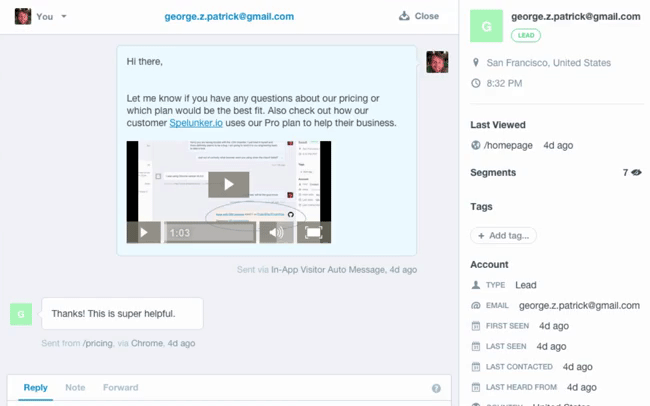 You
george.z.patrick@gmail.com
Close
Hi there,
Let me know if you have any questions about our pricing or
which plan would be the best fit. Also check out how our
customer Spelunker.io uses our Pro plan to help their business.
1:03
Sent via In-App Visitor Auto Message, 4d ago
G
Thanks! This is super helpful.
Sent from /pricing, via Chrome, 4d ago
Reply Note Forward
?
G
george.z.patrick@gmail.com
LEAD
San Francisco, United States
8:32 PM
Last Viewed
/homepage 4d ago
Segments 7
Tags
+ Add tag...
Account
TYPE Lead
EMAIL george.z.patrick@gmail.com
FIRST SEEN 4d ago
LAST SEEN 4d ago
LAST CONTACTED 4d ago
LAST HEARD FROM 4d ago
COUNTRY United States